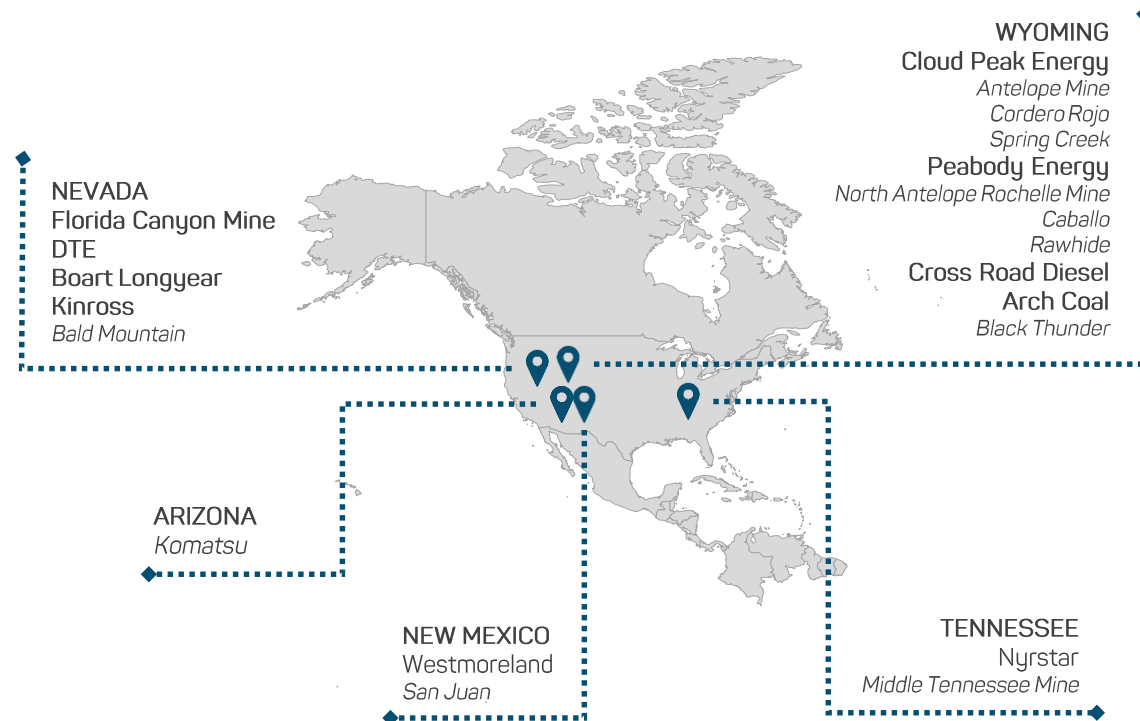 WYOMING
Cloud Peak Energy
Antelope Mine
Cordero Rojo
Spring Creek
Peabody Energy
North Antelope Rochelle Mine
Caballo
Rawhide
Cross Road Diesel
Arch Coal
Black Thunder
NEVADA
Florida Canyon Mine
DTE
Boart Longyear
Kinross
Bald Mountain
ARIZONA
Komatsu
NEW MEXICO
Westmoreland
San Juan
TENNESSEE
Nyrstar
Middle Tennessee Mine